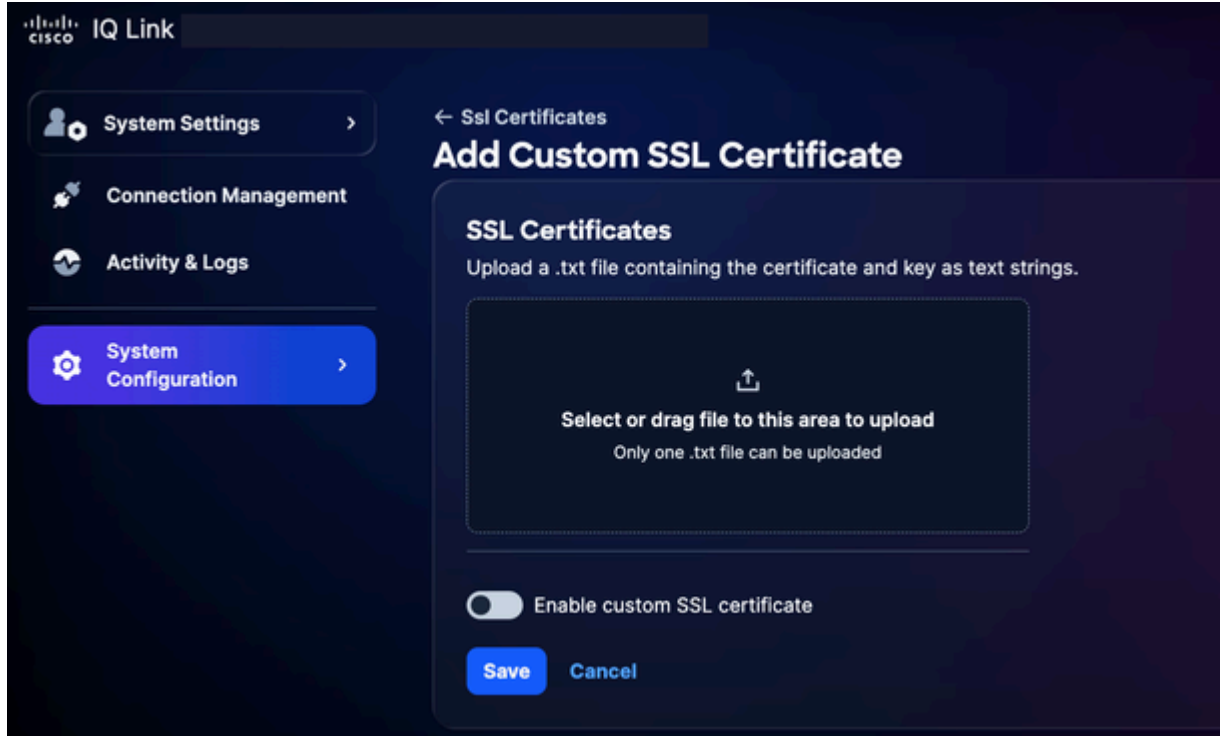 cisco IQ Link
System Settings
Connection Management
Activity & Logs
System
Configuration
← Ssl Certificates
Add Custom SSL Certificate
SSL Certificates
Upload a .txt file containing the certificate and key as text strings.
Select or drag file to this area to upload
Only one .txt file can be uploaded
Enable custom SSL certificate
Save Cancel